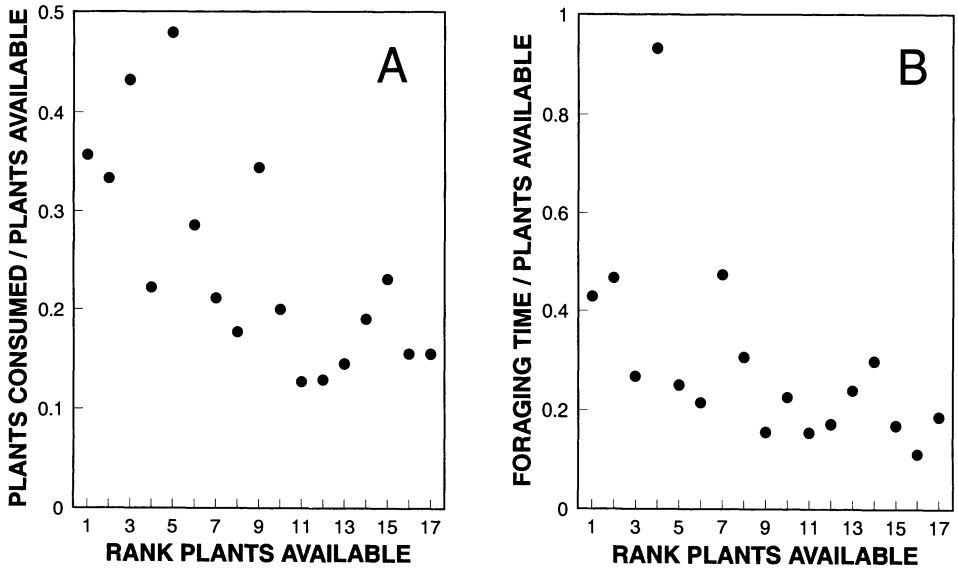 A
PLANTS CONSUMED / PLANTS AVAILABLE
0.5
0.4
0.3
0.2
0.1
0
1 3 5 7 9 11 13 15 17
RANK PLANTS AVAILABLE
B
FORAGING TIME / PLANTS AVAILABLE
1
0.8
0.6
0.4
0.2
0
1 3 5 7 9 11 13 15 17
RANK PLANTS AVAILABLE